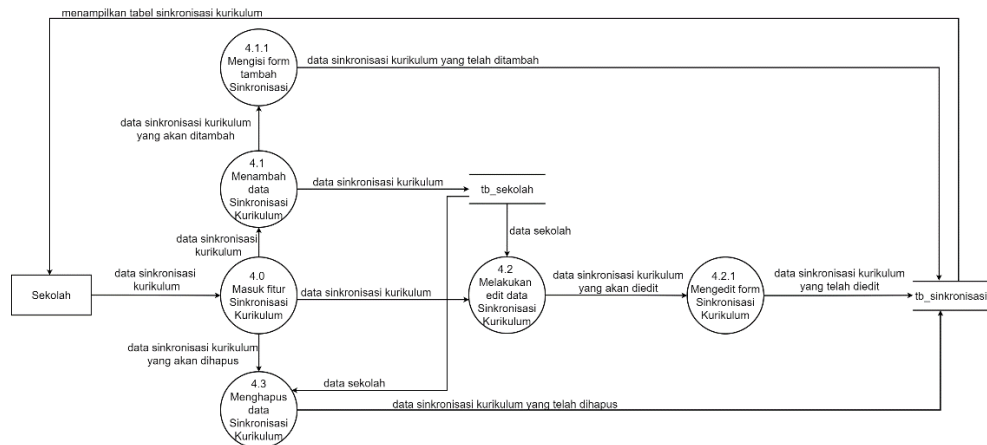 menampilkan tabel sinkronisasi kurikulum
4.1.1
Mengisi form
tambah
Sinkronisasi
data sinkronisasi kurikulum yang telah ditambah
data sinkronisasi kurikulum
yang akan ditambah
4.1
Menambah
data
Sinkronisasi
Kurikulum
data sinkronisasi kurikulum
tb_sekolah
data sinkronisasi
kurikulum
data sekolah
Sekolah
data sinkronisasi
kurikulum
4.0
Masuk fitur
Sinkronisasi
Kurikulum
data sinkronisasi kurikulum
4.2
Melakukan
edit data
Sinkronisasi
Kurikulum
data sinkronisasi kurikulum
yang akan diedit
4.2.1
Mengedit form
Sinkronisasi
Kurikulum
data sinkronisasi kurikulum
yang telah diedit
tb_sinkronisasi
data sinkronisasi kurikulum
yang akan dihapus
4.3
Menghapus
data
Sinkronisasi
Kurikulum
data sekolah
data sinkronisasi kurikulum yang telah dihapus